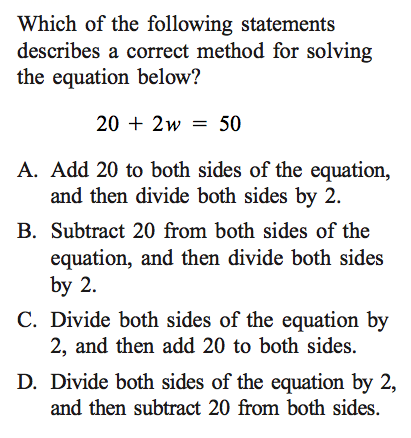 Which of the following statements
describes a correct method for solving
the equation below?
20 + 2w = 50
A. Add 20 to both sides of the equation,
and then divide both sides by 2.
B. Subtract 20 from both sides of the
equation, and then divide both sides
by 2.
C. Divide both sides of the equation by
2, and then add 20 to both sides.
D. Divide both sides of the equation by 2,
and then subtract 20 from both sides.